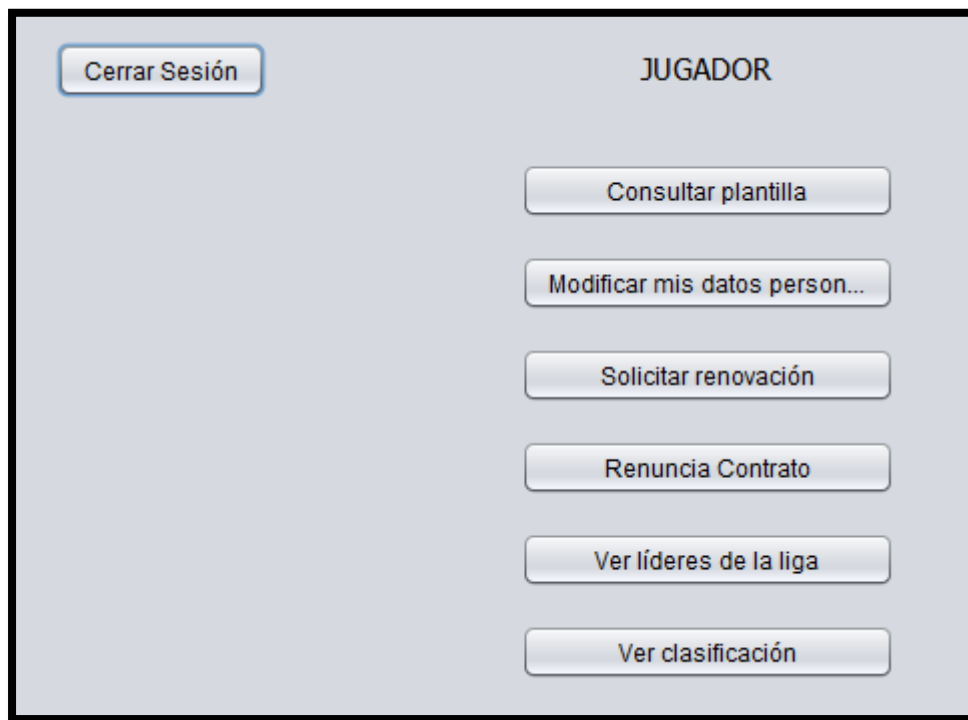 Cerrar Sesión
JUGADOR
Consultar plantilla
Modificar mis datos person...
Solicitar renovación
Renuncia Contrato
Ver líderes de la liga
Ver clasificación